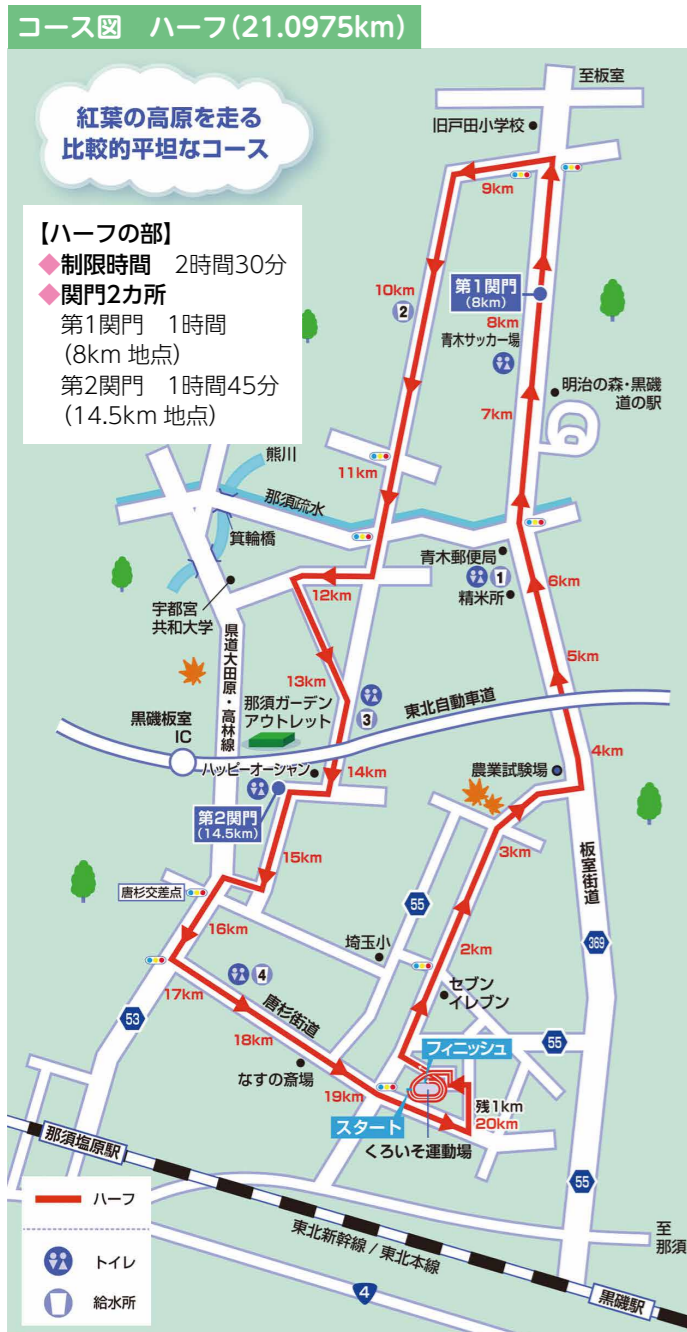 コース図 ハーフ(21.0975km)
紅葉の高原を走る
比較的平坦なコース
【ハーフの部】
◆制限時間 2時間30分
◆関門2カ所
第1関門 1時間
(8km 地点)
第2関門 1時間45分
(14.5km 地点)
至板室
旧戸田小学校
9km
10km
2
第1関門
(8km)
8km
青木サッカー場
明治の森・黒磯
道の駅
7km
熊川
11km
那須疏水
箕輪橋
青木郵便局
1
精米所
6km
12km
宇都宮
共和大学
県道大田原・高林線
5km
13km
那須ガーデン
アウトレット
3
東北自動車道
黒磯板室
IC
4km
ハッピーオーシャン
14km
農業試験場
第2関門
(14.5km)
15km
3km
板室街道
唐杉交差点
55
16km
埼玉小
2km
369
セブン
イレブン
17km
4
唐杉街道
53
18km
55
フィニッシュ
なすの斎場
19km
スタート
残1km
20km
くろいそ運動場
那須塩原駅
55
ハーフ
トイレ
給水所
東北新幹線 / 東北本線
至
那須
4
黒磯駅